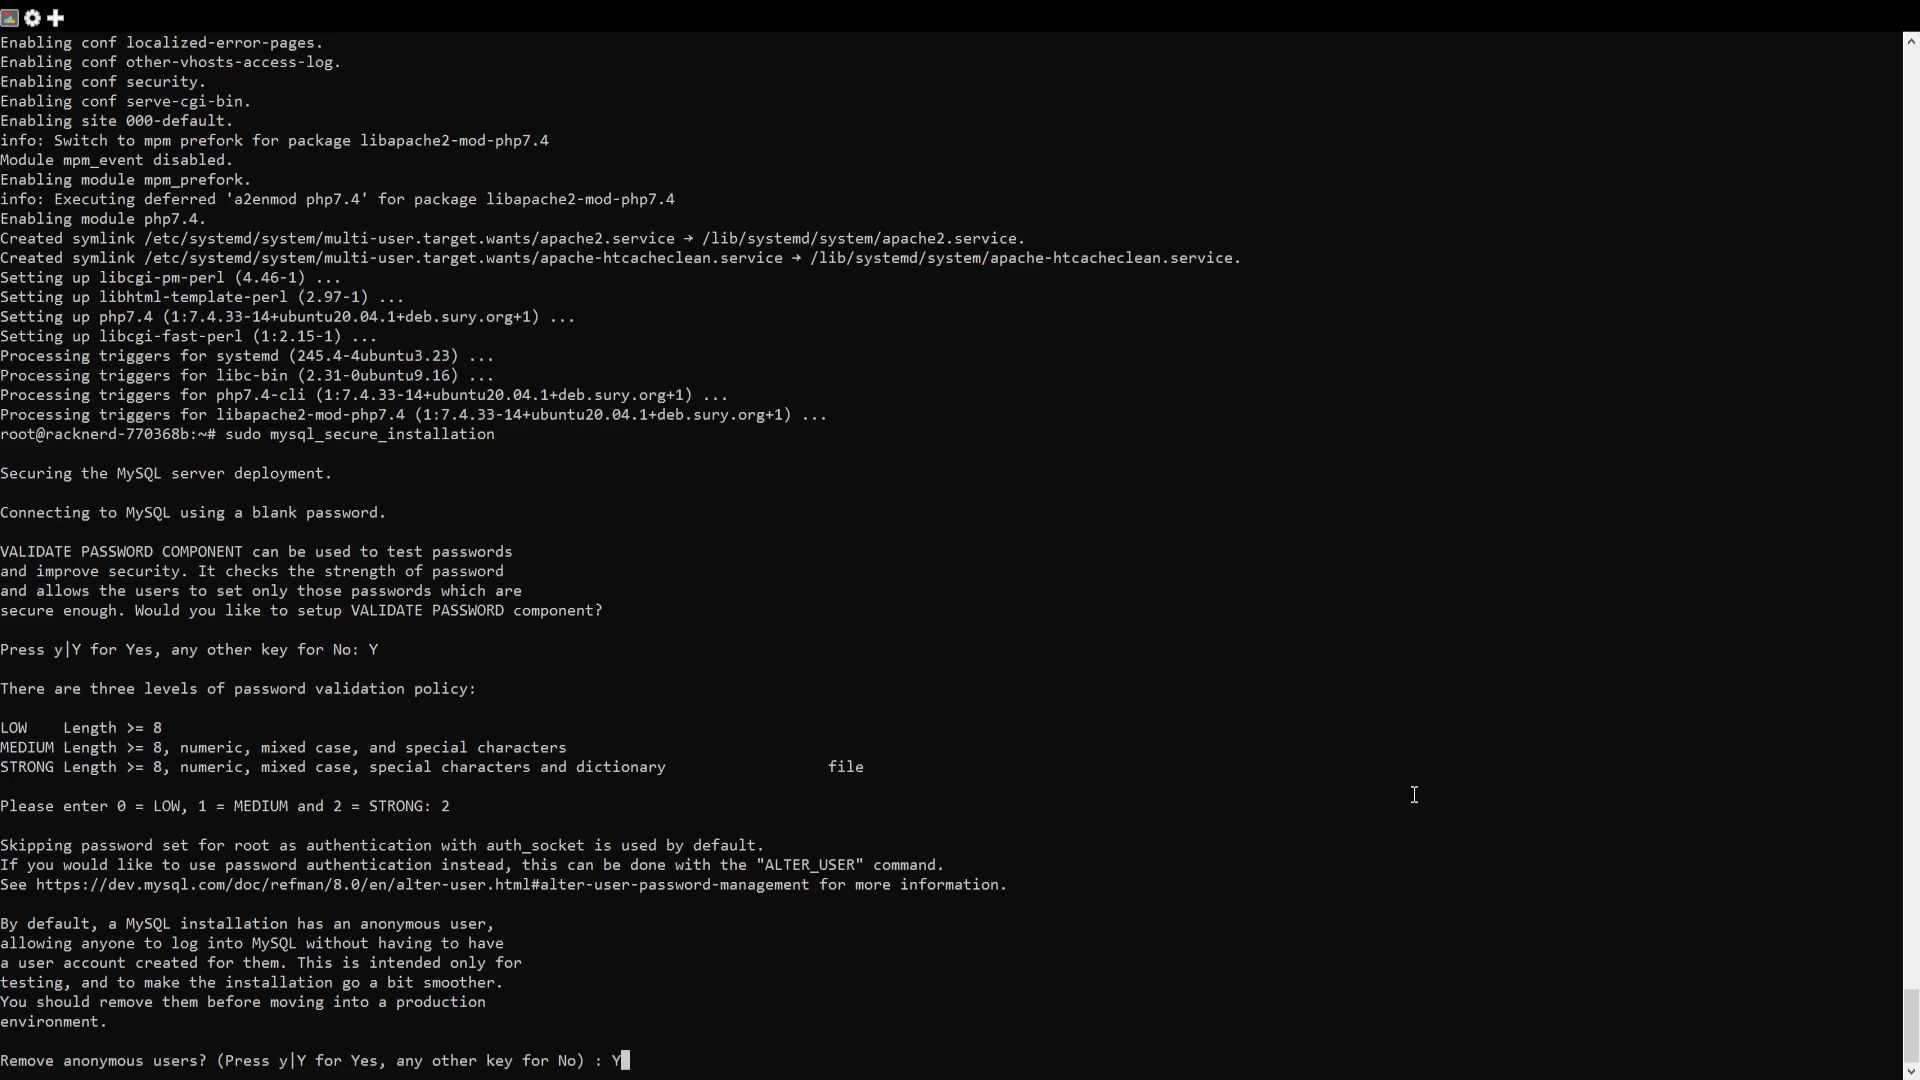 Enabling conf localized-error-pages.
Enabling conf other-vhosts-access-log.
Enabling conf security.
Enabling conf serve-cgi-bin.
Enabling site 000-default.
info: Switch to mpm prefork for package libapache2-mod-php7.4
Module mpm_event disabled.
Enabling module mpm_prefork.
info: Executing deferred 'a2enmod php7.4' for package libapache2-mod-php7.4
Enabling module php7.4.
Created symlink /etc/systemd/system/multi-user.target.wants/apache2.service → /lib/systemd/system/apache2.service.
Created symlink /etc/systemd/system/multi-user.target.wants/apache-htcacheclean.service → /lib/systemd/system/apache-htcacheclean.service.
Setting up libcgi-pm-perl (4.46-1) ...
Setting up libhtml-template-perl (2.97-1) ...
Setting up php7.4 (1:7.4.33-14+ubuntu20.04.1+deb.sury.org+1) ...
Setting up libcgi-fast-perl (1:2.15-1) ...
Processing triggers for systemd (245.4-4ubuntu3.23) ...
Processing triggers for libc-bin (2.31-0ubuntu9.16) ...
Processing triggers for php7.4-cli (1:7.4.33-14+ubuntu20.04.1+deb.sury.org+1) ...
Processing triggers for libapache2-mod-php7.4 (1:7.4.33-14+ubuntu20.04.1+deb.sury.org+1) ...
root@racknerd-770368b:~# sudo mysql_secure_installation
Securing the MySQL server deployment.
Connecting to MySQL using a blank password.
VALIDATE PASSWORD COMPONENT can be used to test passwords
and improve security. It checks the strength of password
and allows the users to set only those passwords which are
secure enough. Would you like to setup VALIDATE PASSWORD component?
Press y|Y for Yes, any other key for No: Y
There are three levels of password validation policy:
LOW    Length >= 8
MEDIUM Length >= 8, numeric, mixed case, and special characters
STRONG Length >= 8, numeric, mixed case, special characters and dictionary                  file
Please enter 0 = LOW, 1 = MEDIUM and 2 = STRONG: 2
Skipping password set for root as authentication with auth_socket is used by default.
If you would like to use password authentication instead, this can be done with the "ALTER_USER" command.
See https://dev.mysql.com/doc/refman/8.0/en/alter-user.html#alter-user-password-management for more information.
By default, a MySQL installation has an anonymous user,
allowing anyone to log into MySQL without having to have
a user account created for them. This is intended only for
testing, and to make the installation go a bit smoother.
You should remove them before moving into a production
environment.
Remove anonymous users? (Press y|Y for Yes, any other key for No) : Y